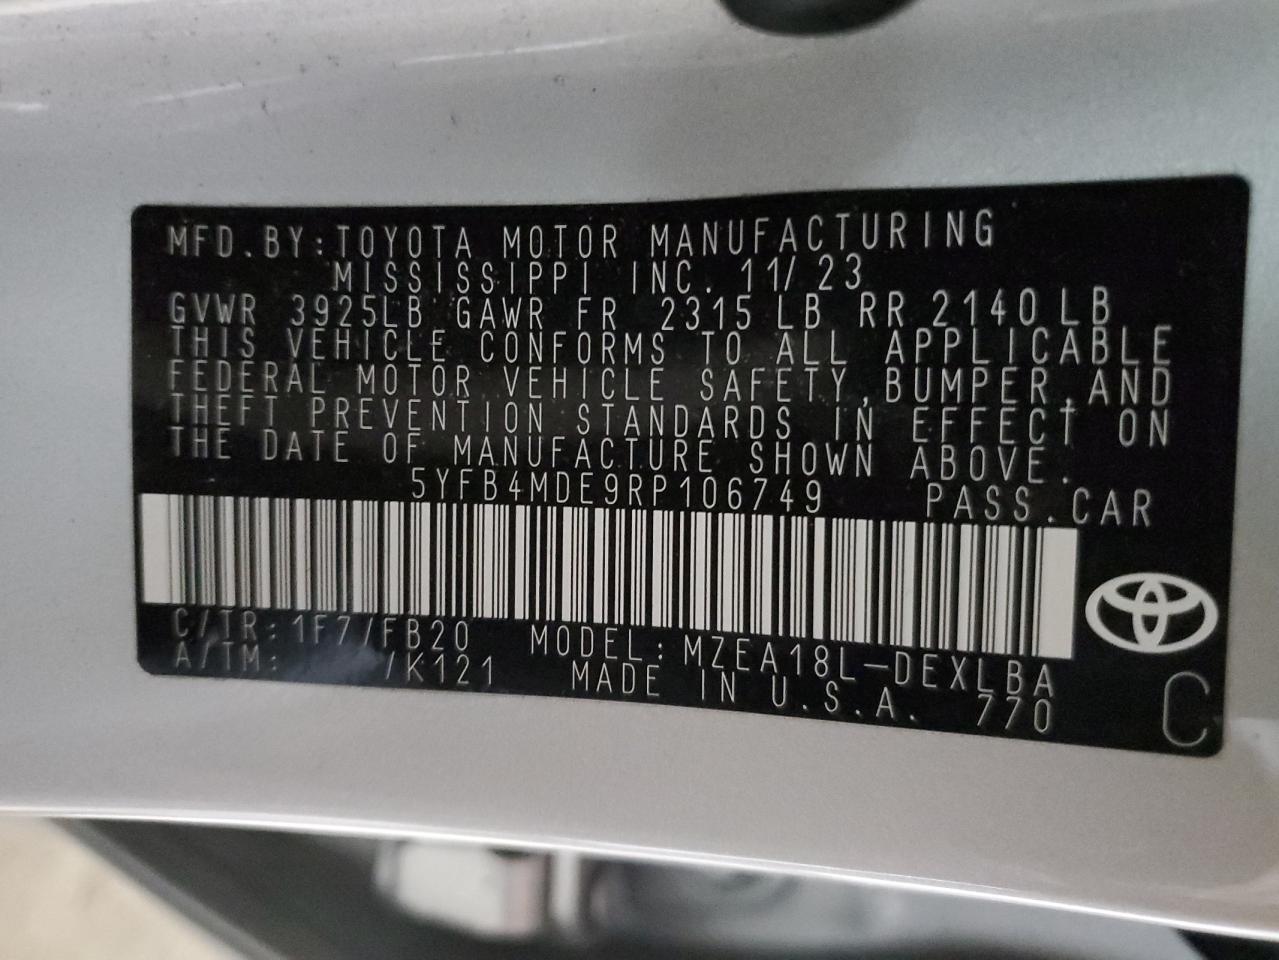 MFD.BY:TOYOTA MOTOR MANUFACTURING
MISSISSIPPI INC. 11/23
GVWR 3925LB GAWR FR 2315 LB RR 2140 LB
THIS VEHICLE CONFORMS TO ALL APPLICABLE
FEDERAL MOTOR VEHICLE SAFETY,BUMPER,AND
THEFT PREVENTION STANDARDS IN EFFECT ON
THE DATE OF MANUFACTURE SHOWN ABOVE.
5YFB4MDE9RP106749 PASS.CAR
C/TR:1F7/FB20 MODEL:MZEA18L-DEXLBA
A/TM: /K121 MADE IN U.S.A. 770
C